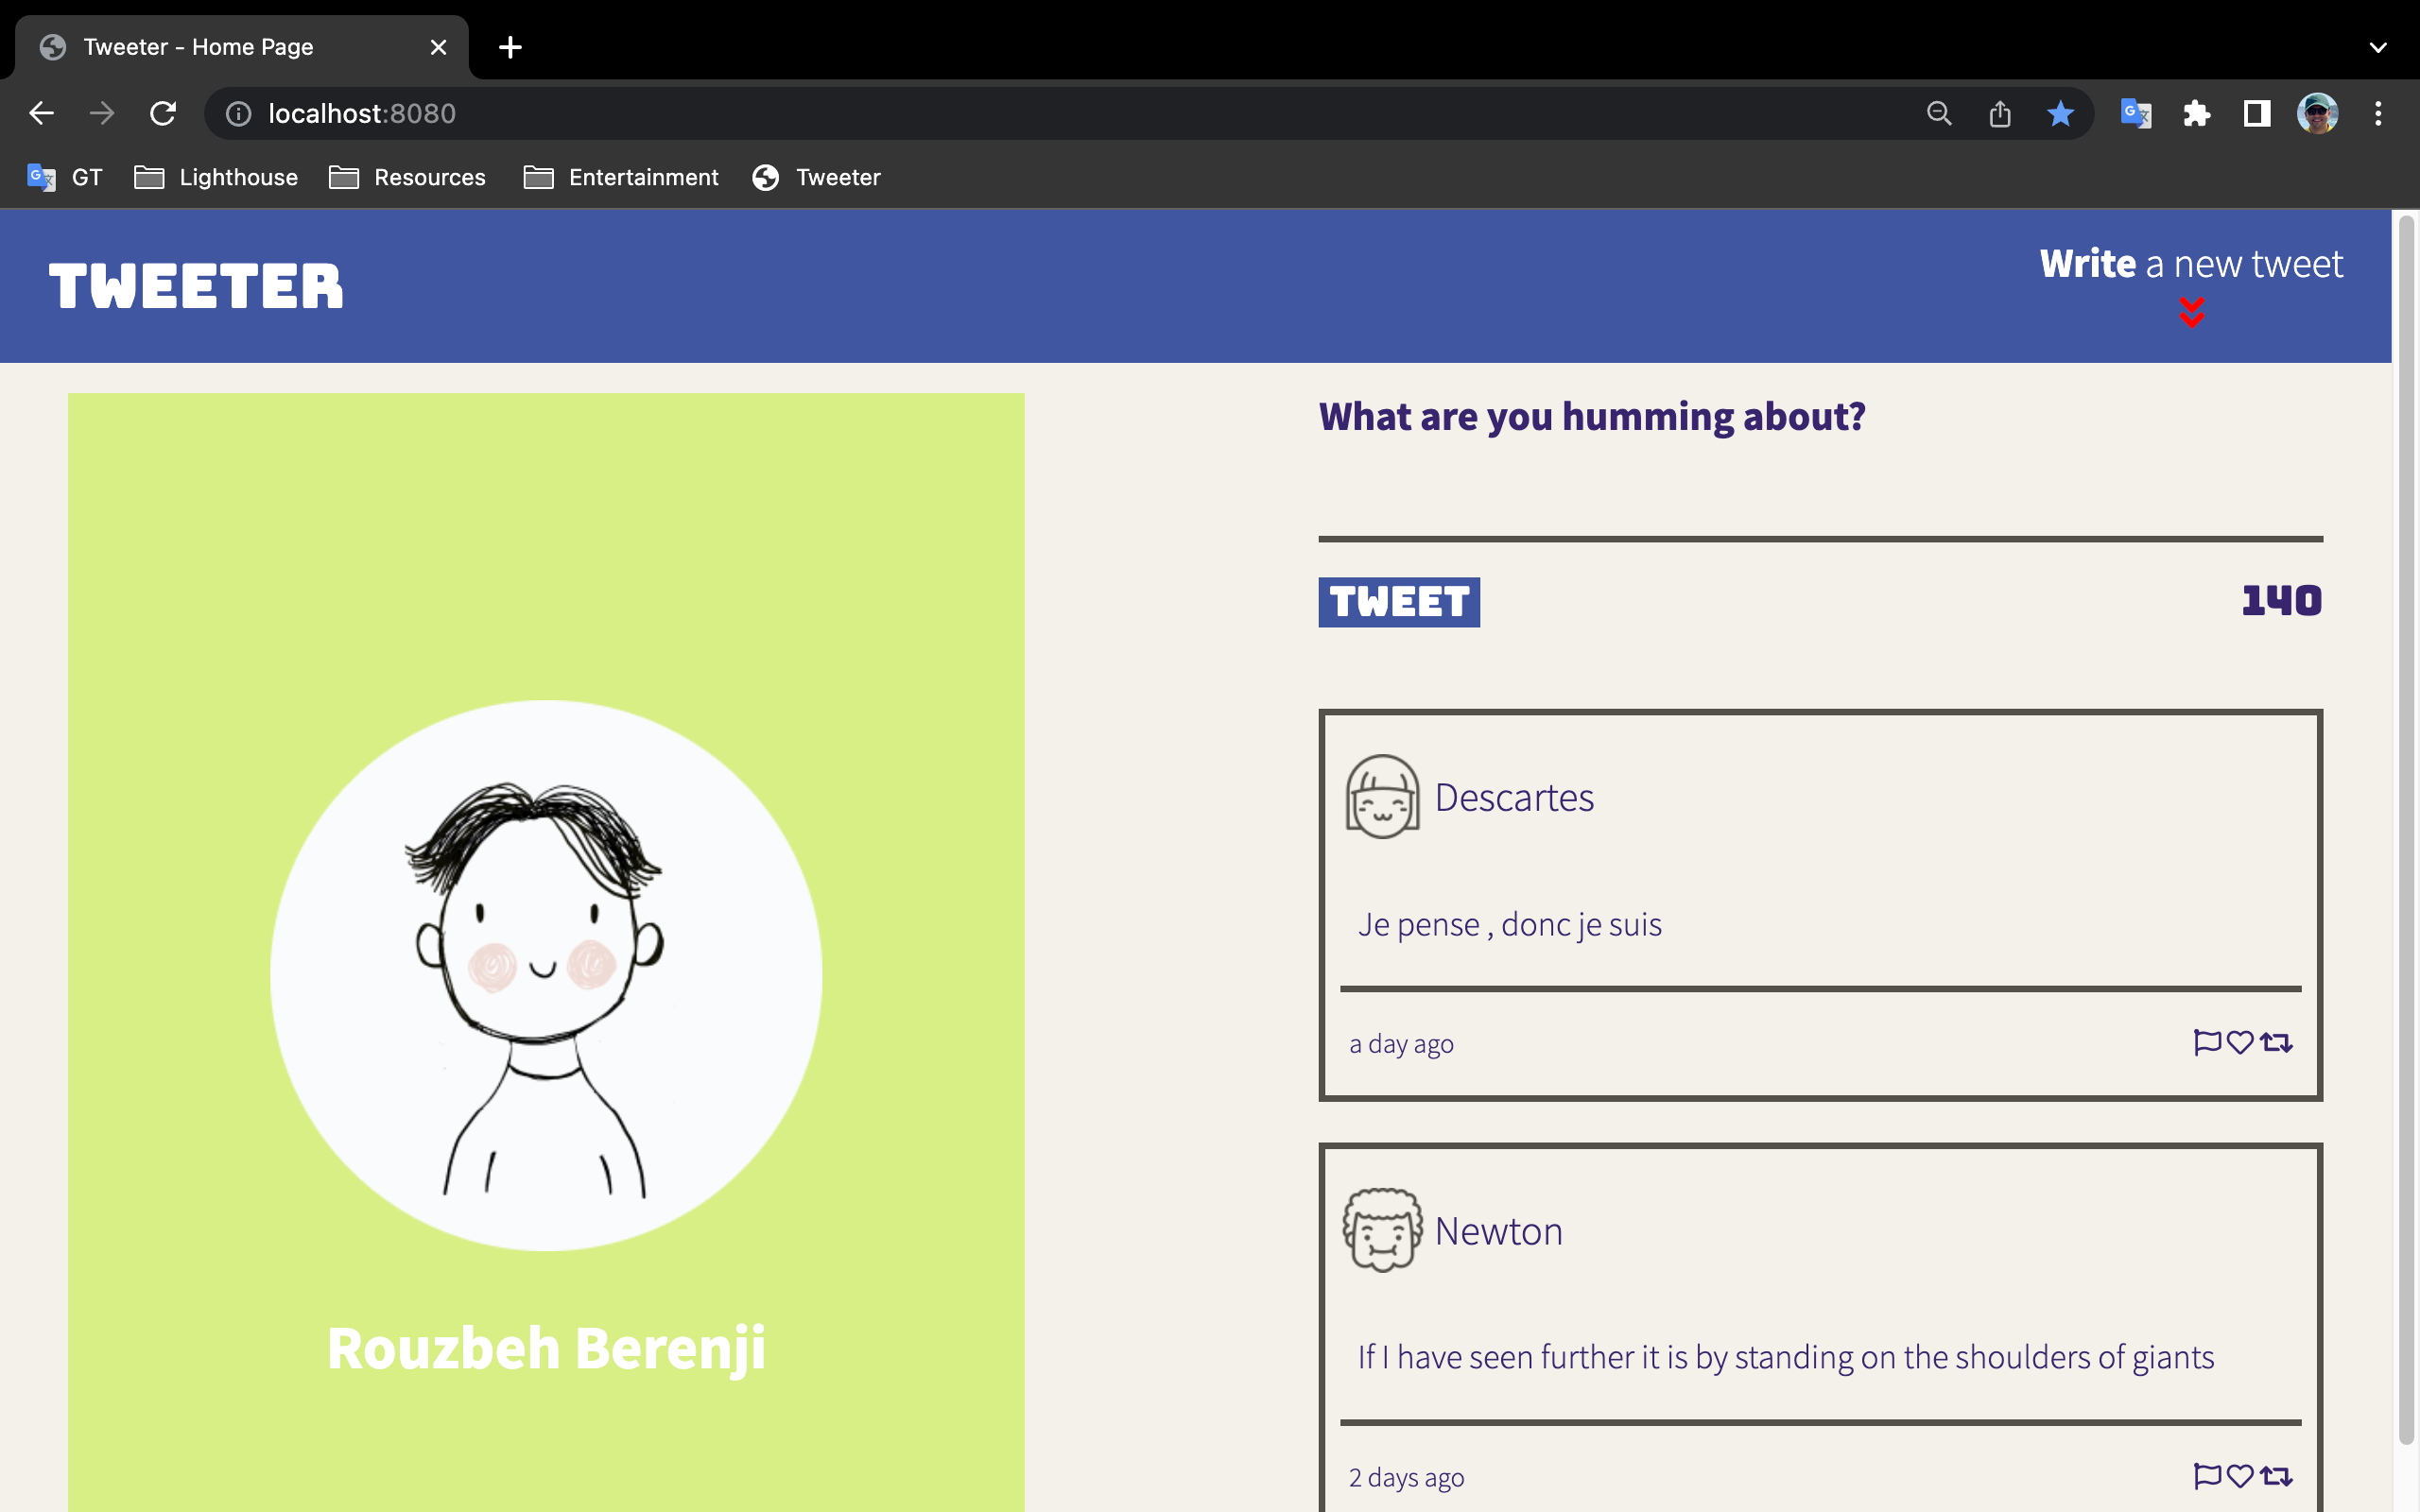 Tweeter - Home Page
localhost:8080
GT Lighthouse Resources Entertainment Tweeter
TWEETER
Write a new tweet
What are you humming about?
TWEET 140
Descartes
Je pense , donc je suis
a day ago
Newton
If I have seen further it is by standing on the shoulders of giants
2 days ago
Rouzbeh Berenji